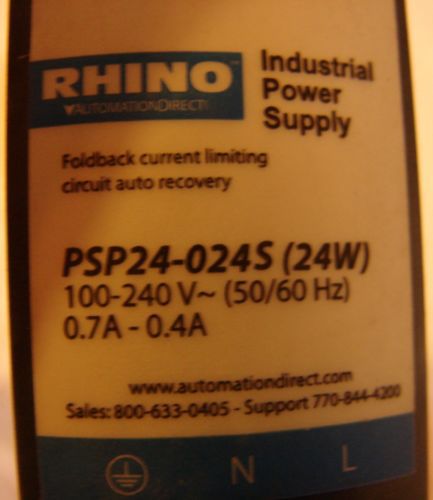 RHINO™
AUTOMATIONDIRECT
Industrial
Power
Supply
Foldback current limiting
circuit auto recovery
PSP24-024S (24W)
100-240 V~ (50/60 Hz)
0.7A - 0.4A
www.automationdirect.com
Sales: 800-633-0405 - Support 770-844-4200
N L